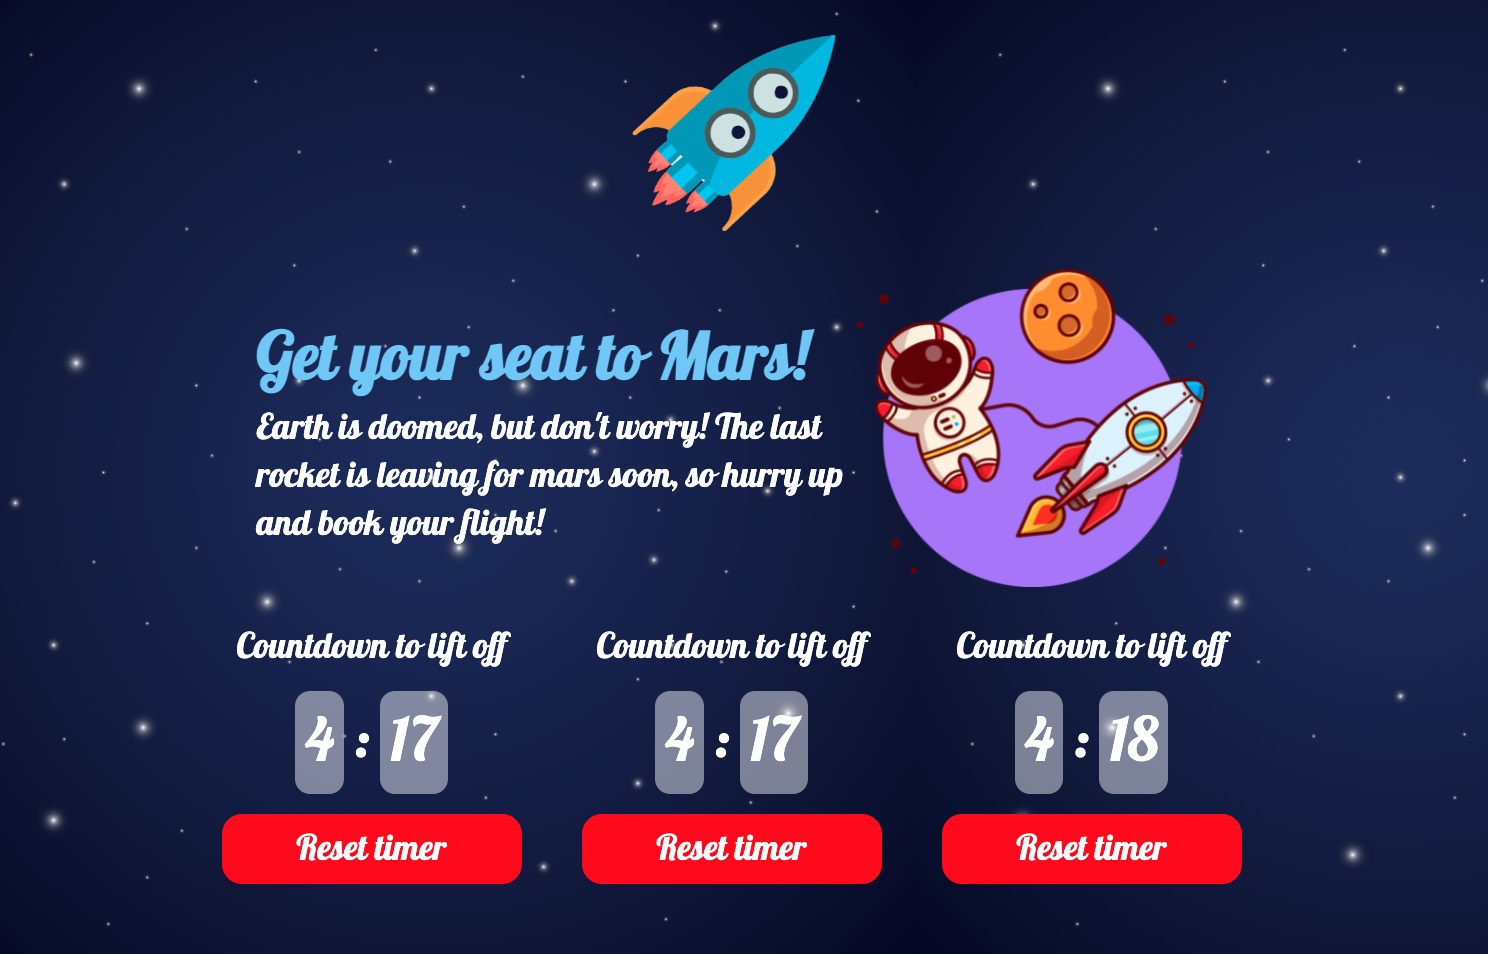 Get your seat to Mars!
Earth is doomed, but don't worry! The last
rocket is leaving for mars soon, so hurry up
and book your flight!
Countdown to lift off
Countdown to lift off
Countdown to lift off
4 : 17
4 : 17
4 : 18
Reset timer
Reset timer
Reset timer